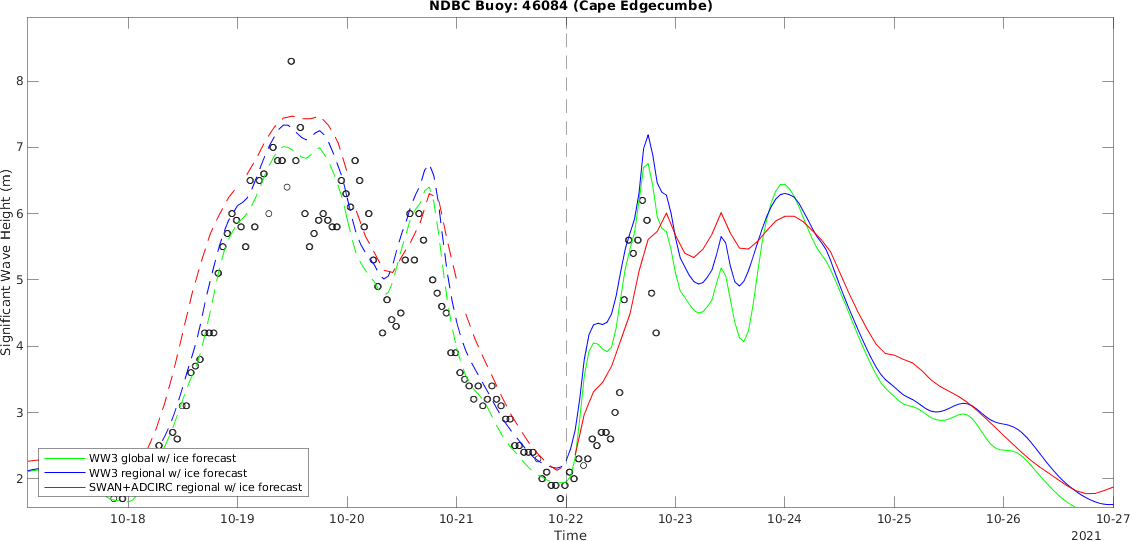 NDBC Buoy: 46084 (Cape Edgecumbe)
Significant Wave Height (m)
8
7
6
5
4
3
2
WW3 global w/ ice forecast
WW3 regional w/ ice forecast
SWAN+ADCIRC regional w/ ice forecast
10-18 10-19 10-20 10-21 10-22 10-23 10-24 10-25 10-26 10-27
Time
2021